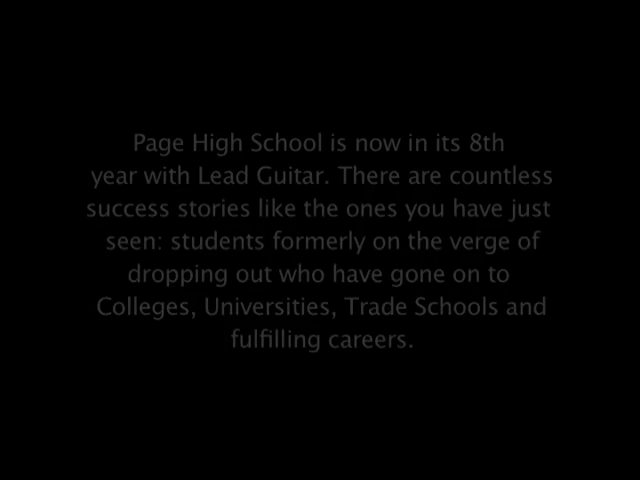 Page High School is now in its 8th
year with Lead Guitar. There are countless
success stories like the ones you have just
seen: students formerly on the verge of
dropping out who have gone on to
Colleges, Universities, Trade Schools and
fulfilling careers.